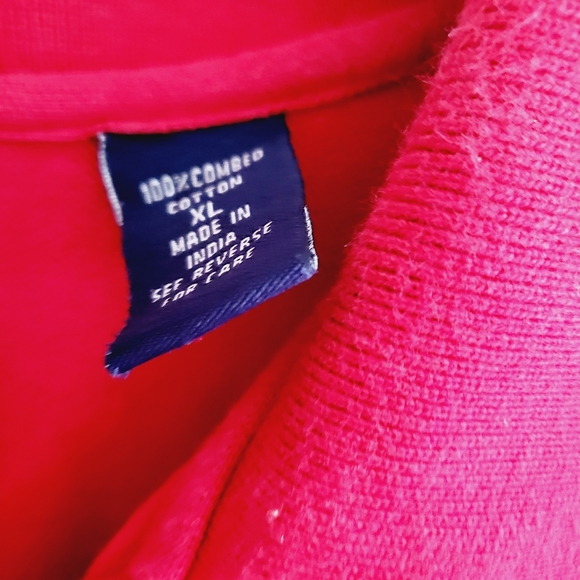 100% COMBED
COTTON
XL
MADE IN
INDIA
SEE REVERSE
FOR CARE